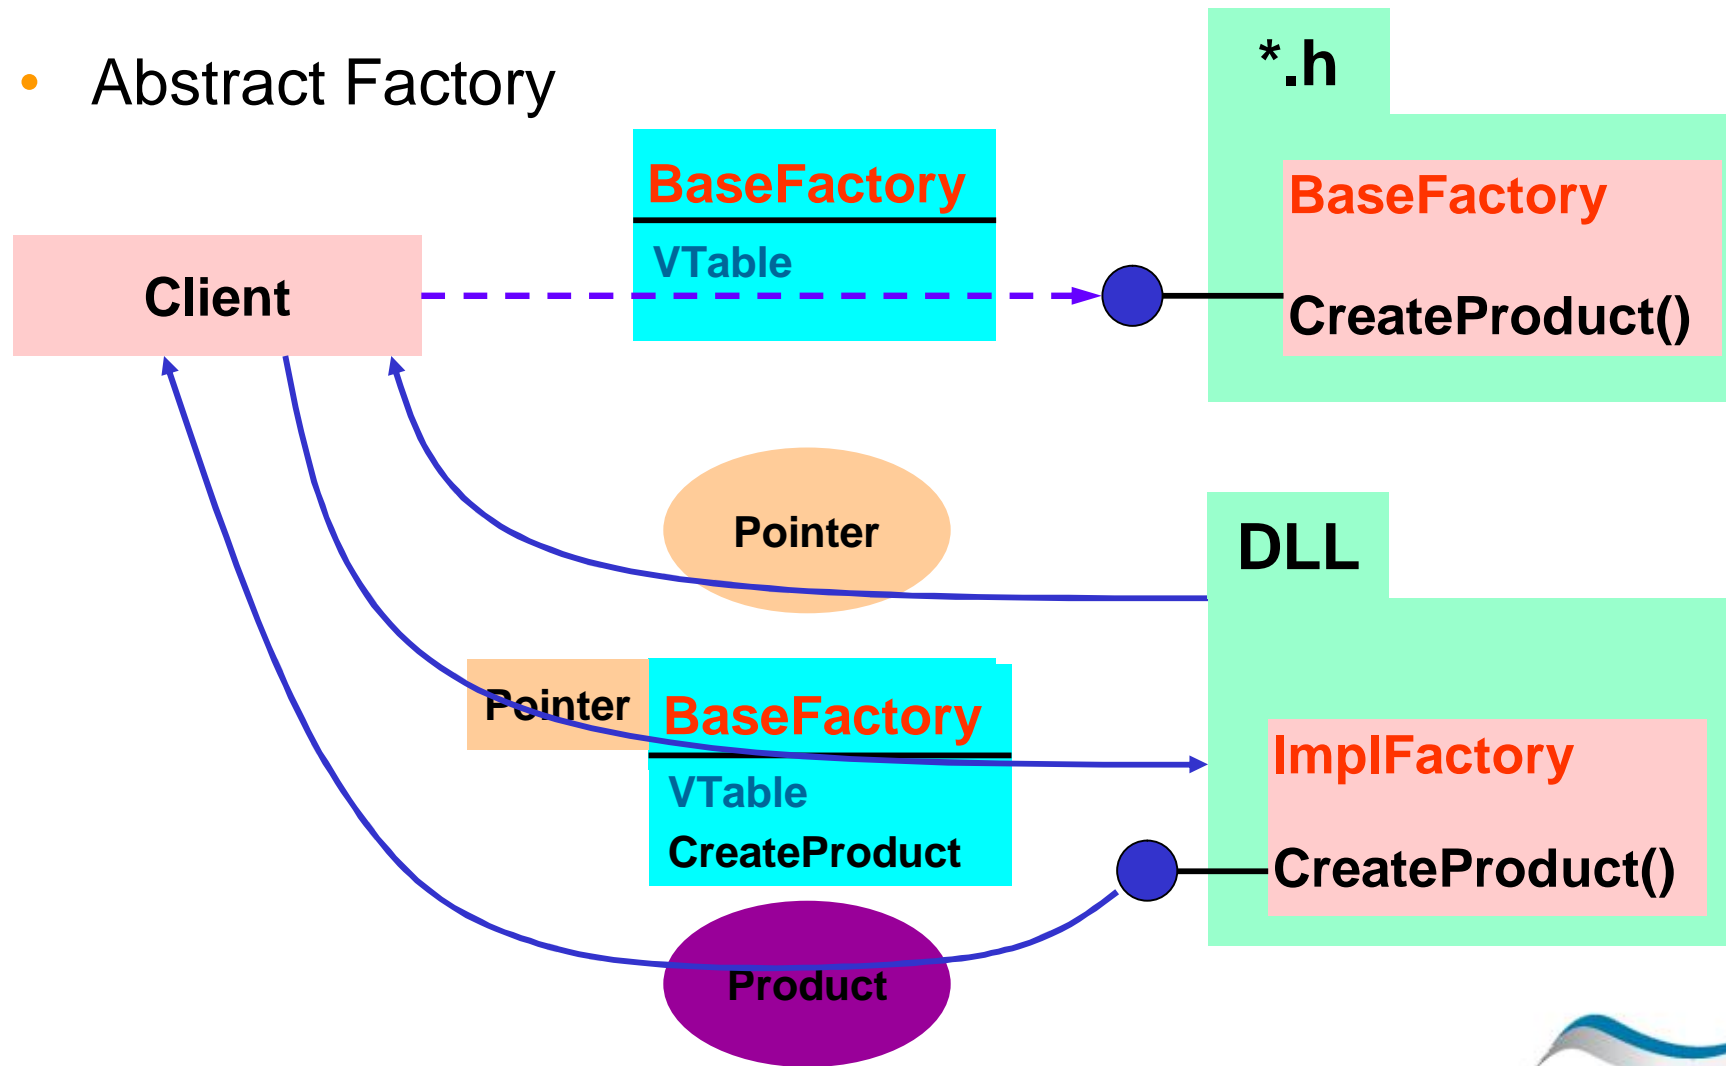 • Abstract Factory
*.h
BaseFactory
VTable
BaseFactory
CreateProduct()
Client
Pointer
DLL
Pointer
BaseFactory
VTable
CreateProduct
ImplFactory
CreateProduct()
Product